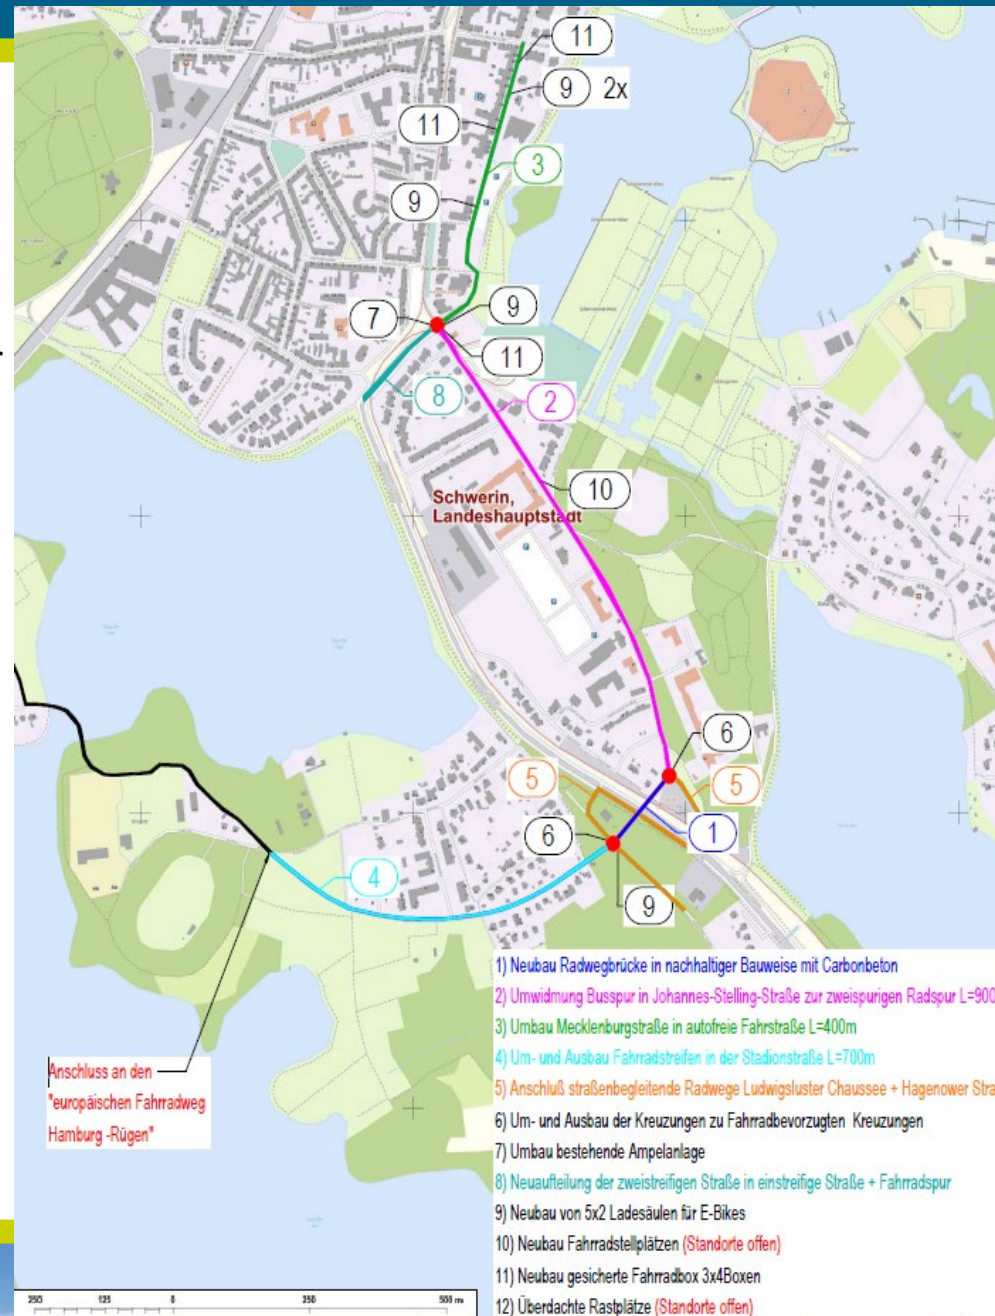 11
9 2x
11
3
9
9
7
11
8
2
10
Schwerin,
Landeshauptstadt
6
5
5
6
1
4
9
Anschluss an den
"europäischen Fahrradweg
Hamburg -Rügen"
1) Neubau Radwegbrücke in nachhaltiger Bauweise mit Carbonbeton
2) Umwidmung Busspur in Johannes-Stelling-Straße zur zweispurigen Radspur L=900
3) Umbau Mecklenburgstraße in autofreie Fahrstraße L=400m
4) Um- und Ausbau Fahrradstreifen in der Stadionstraße L=700m
5) Anschluß straßenbegleitende Radwege Ludwigsluster Chaussee + Hagenower Stra
6) Um- und Ausbau der Kreuzungen zu Fahrradbevorzugten Kreuzungen
7) Umbau bestehende Ampelanlage
8) Neuaufteilung der zweistreifigen Straße in einstreifige Straße + Fahrradspur
9) Neubau von 5x2 Ladesäulen für E-Bikes
10) Neubau Fahrradstellplätzen (Standorte offen)
11) Neubau gesicherte Fahrradbox 3x4Boxen
12) Überdachte Rastplätze (Standorte offen)
250 125 0 250 500 m